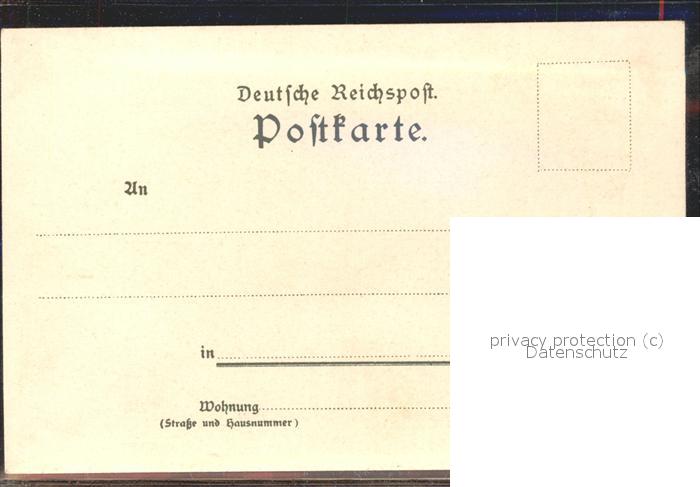 Deutsche Reichspost.
Postkarte.
An
in
Wohnung
(Straße und Hausnummer)
privacy protection (c)
Datenschutz